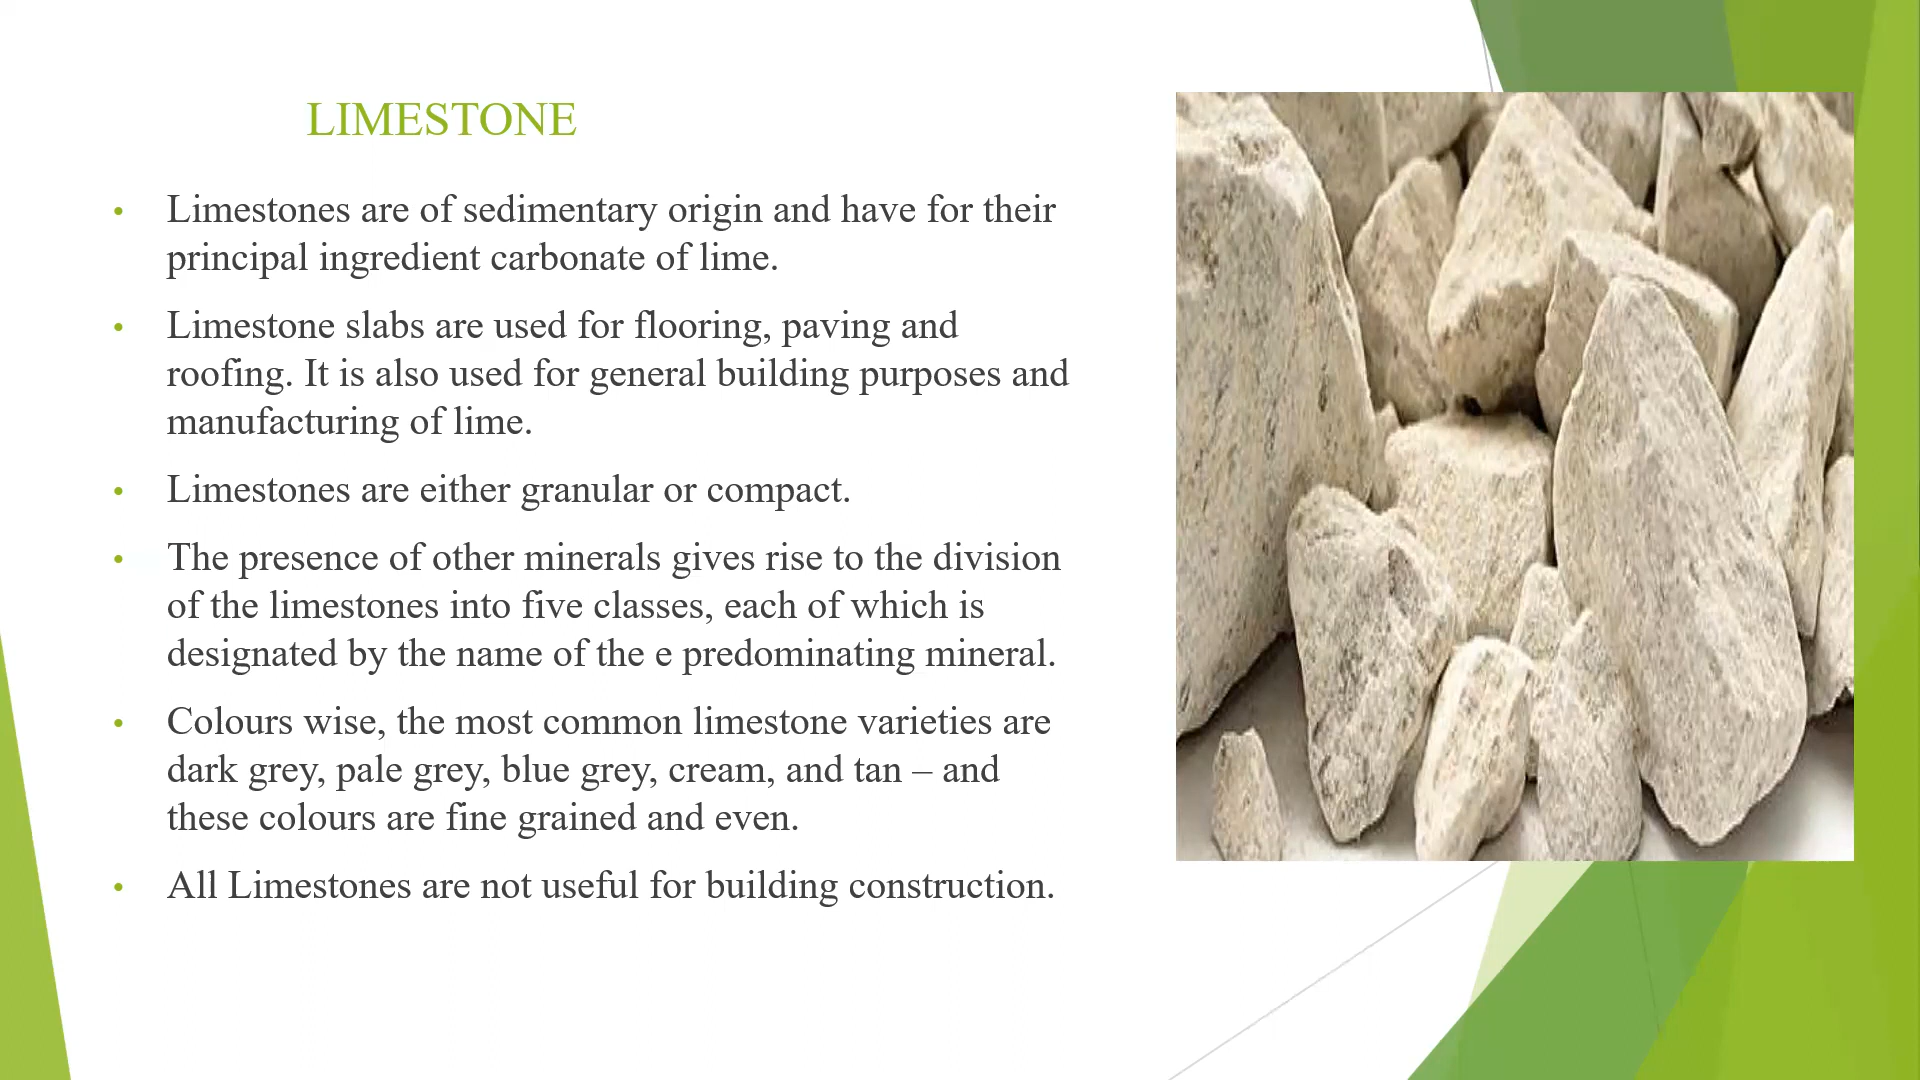 LIMESTONE
• Limestones are of sedimentary origin and have for their
principal ingredient carbonate of lime.
• Limestone slabs are used for flooring, paving and
roofing. It is also used for general building purposes and
manufacturing of lime.
• Limestones are either granular or compact.
• The presence of other minerals gives rise to the division
of the limestones into five classes, each of which is
designated by the name of the e predominating mineral.
• Colours wise, the most common limestone varieties are
dark grey, pale grey, blue grey, cream, and tan – and
these colours are fine grained and even.
• All Limestones are not useful for building construction.